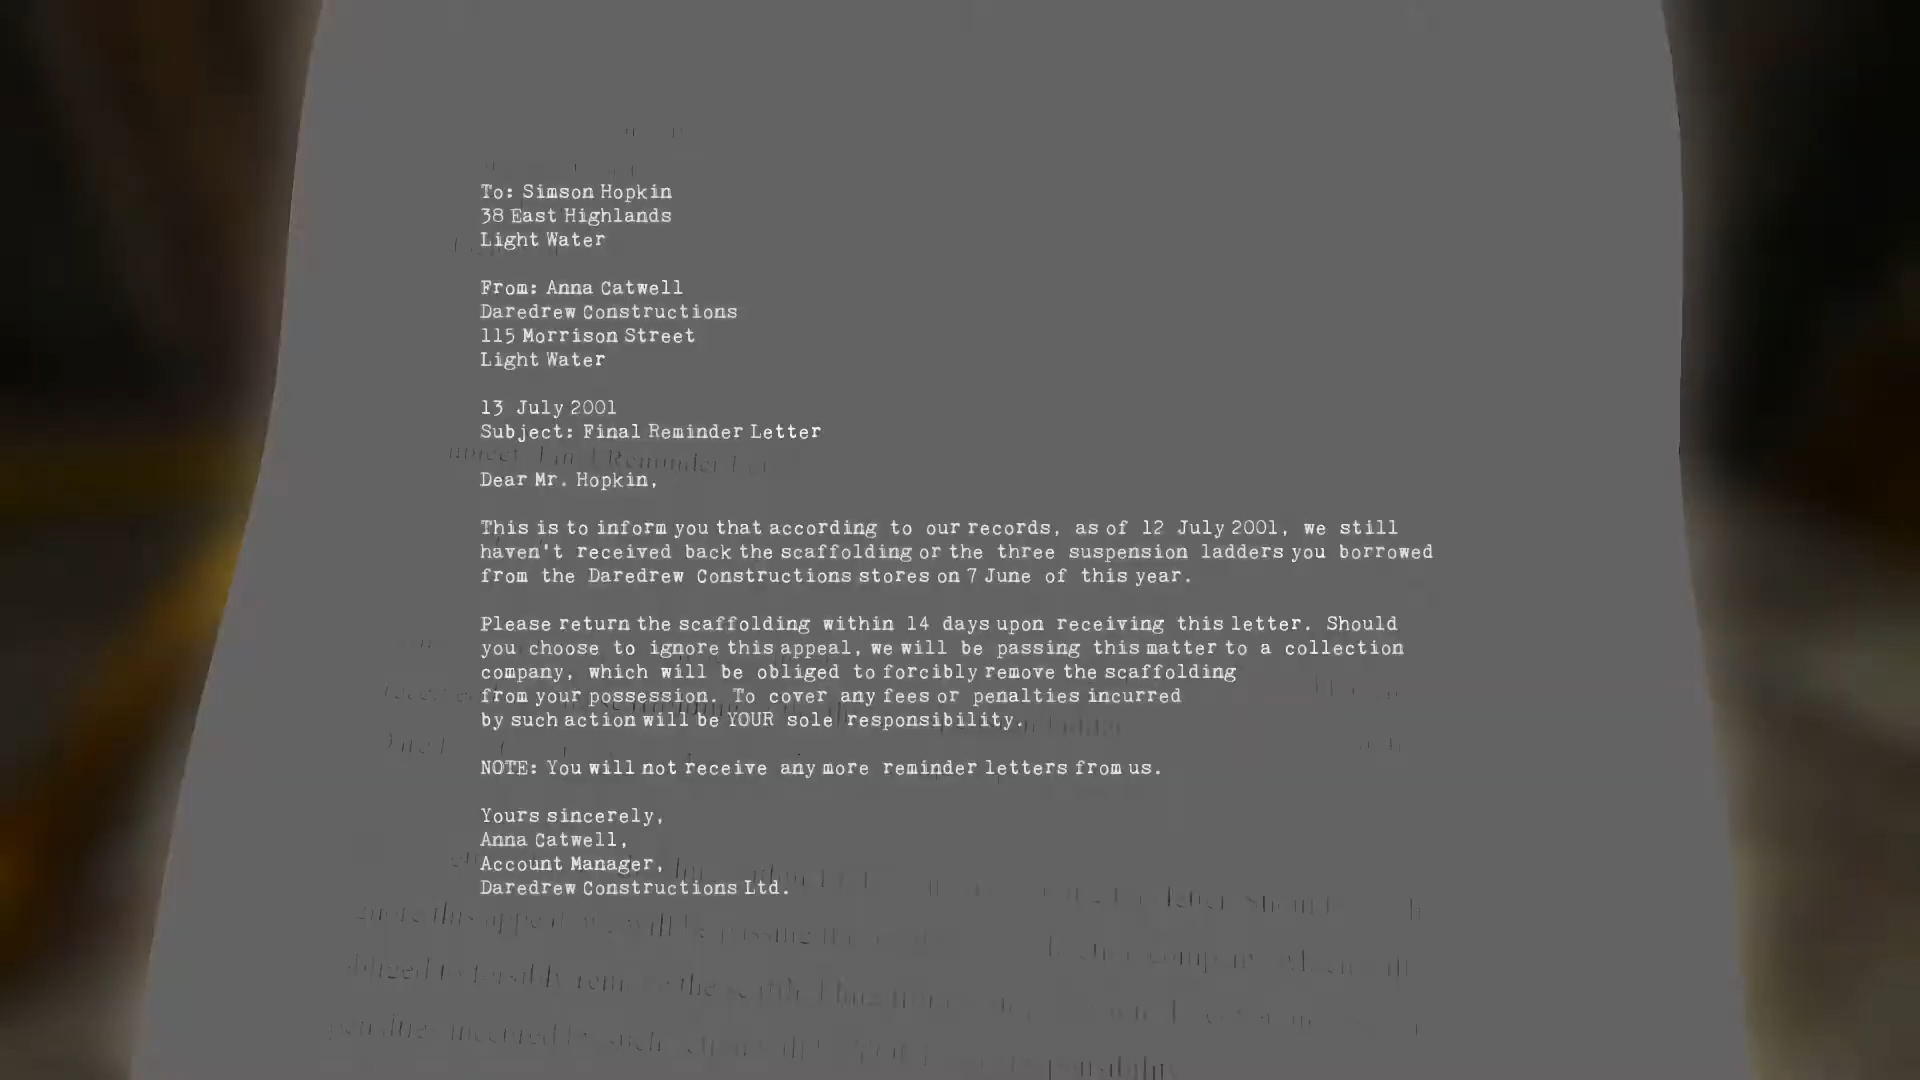 To: Simson Hopkin
38 East Highlands
Light Water
From: Anna Catwell
Daredrew Constructions
115 Morrison Street
Light Water
13 July 2001
Subject: Final Reminder Letter
Dear Mr. Hopkin,
This is to inform you that according to our records, as of 12 July 2001, we still
haven't received back the scaffolding or the three suspension ladders you borrowed
from the Daredrew Constructions stores on 7 June of this year.
Please return the scaffolding within 14 days upon receiving this letter. Should
you choose to ignore this appeal, we will be passing this matter to a collection
company, which will be obliged to forcibly remove the scaffolding
from your possession. To cover any fees or penalties incurred
by such action will be YOUR sole responsibility.
NOTE: You will not receive any more reminder letters from us.
Yours sincerely,
Anna Catwell,
Account Manager,
Daredrew Constructions Ltd.